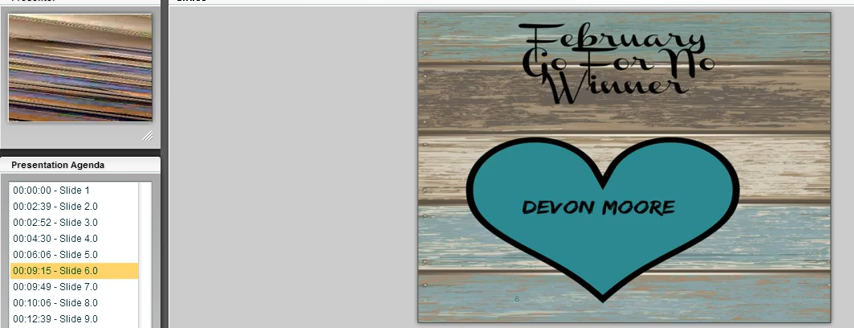 Presentation Agenda
00:00:00 - Slide 1
00:02:39 - Slide 2.0
00:02:52 - Slide 3.0
00:04:30 - Slide 4.0
00:06:06 - Slide 5.0
00:09:15 - Slide 6.0
00:09:49 - Slide 7.0
00:10:06 - Slide 8.0
00:12:39 - Slide 9.0
February
Go For No
Winner
DEVON MOORE
6